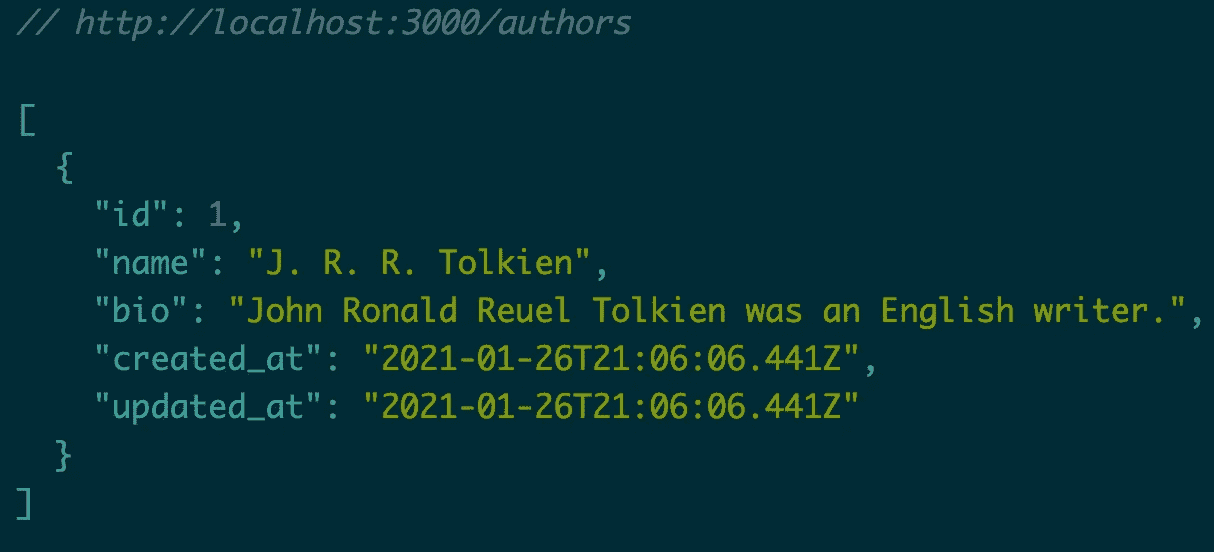 // http://localhost:3000/authors
[
  {
    "id": 1,
    "name": "J. R. R. Tolkien",
    "bio": "John Ronald Reuel Tolkien was an English writer.",
    "created_at": "2021-01-26T21:06:06.441Z",
    "updated_at": "2021-01-26T21:06:06.441Z"
  }
]